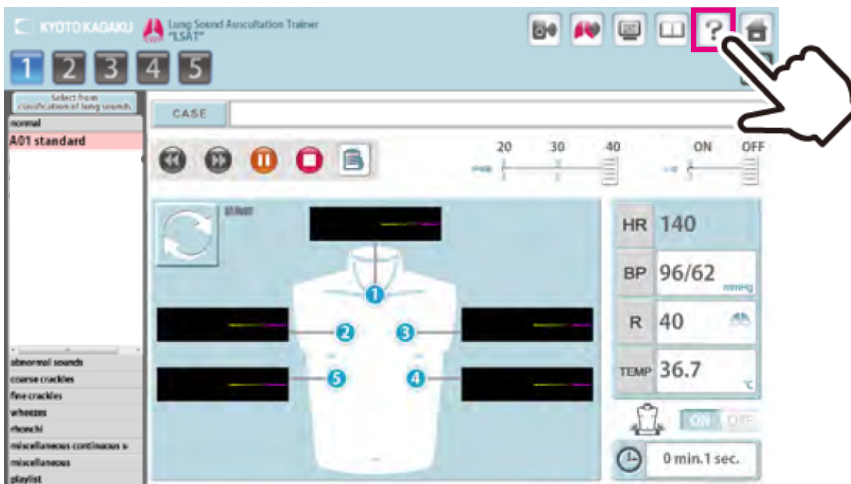 KYOTO KAGAKU
Lung Sound Auscultation Trainer
"LSAT"
?
1 2 3 4 5
Select from
classification of lung sounds
normal
A01 standard
CASE
20 30 40 ON OFF
HR 140
BP 96/62 mmHg
R 40
TEMP 36.7 ℃
1
2 3
5 4
abnormal sounds
coarse crackles
fine crackles
wheezes
rhonchi
miscellaneous continuous s
miscellaneous
playlist
ON OFF
0 min.1 sec.